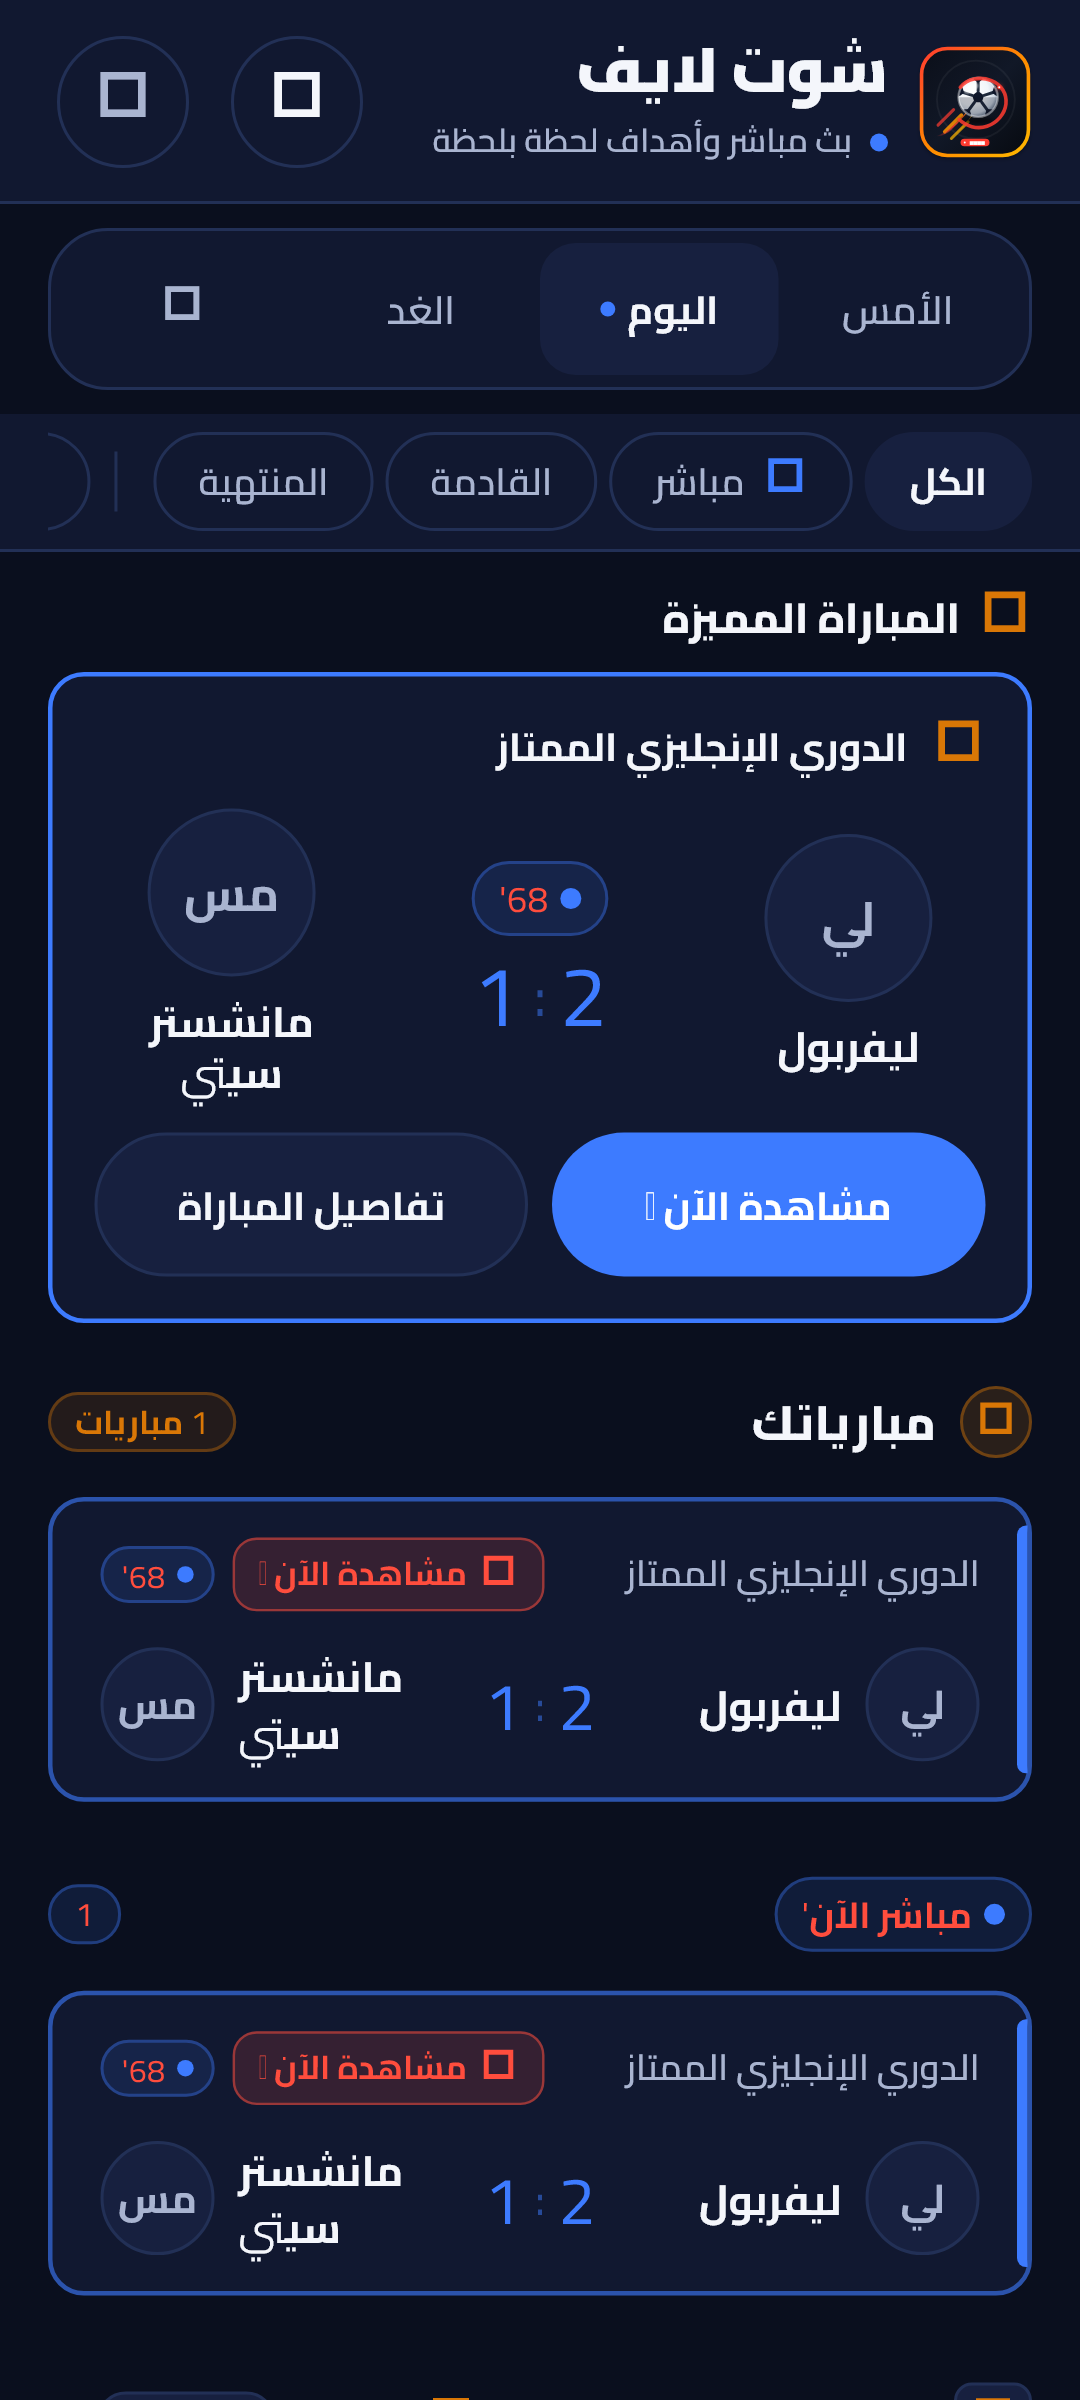 شوت لايف
بث مباشر وأهداف لحظة بلحظة
الأمس
اليوم
الغد
الكل
مباشر
القادمة
المنتهية
المباراة المميزة
الدوري الإنجليزي الممتاز
لي
ليفربول
68'
2 : 1
مس
مانشستر
سيتي
مشاهدة الآن
تفاصيل المباراة
مبارياتك
1 مباريات
الدوري الإنجليزي الممتاز
مشاهدة الآن
68'
لي
ليفربول
2 : 1
مانشستر
سيتي
مس
مباشر الآن'
1
الدوري الإنجليزي الممتاز
مشاهدة الآن
68'
لي
ليفربول
2 : 1
مانشستر
سيتي
مس